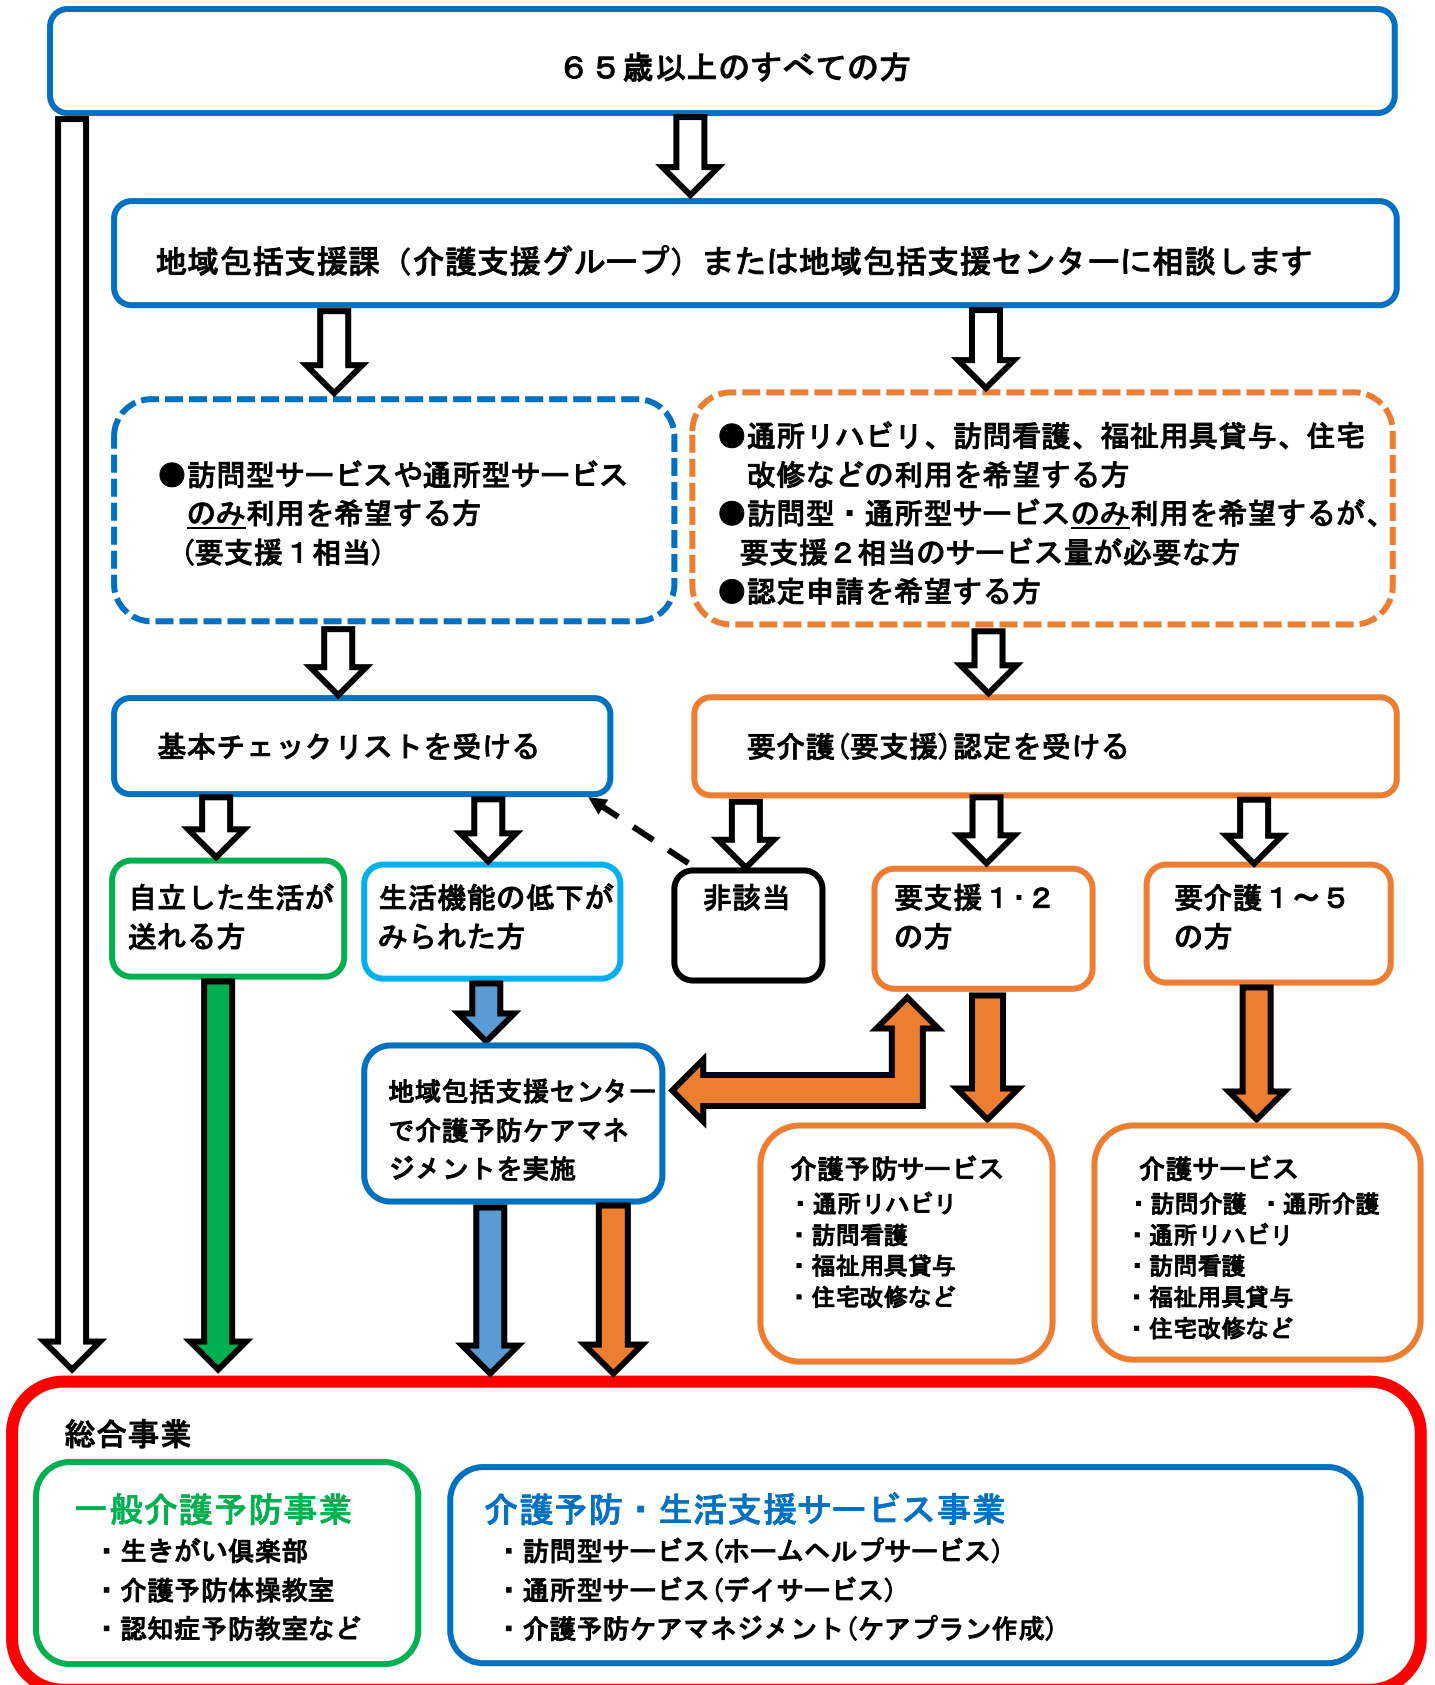 ６５歳以上のすべての方
地域包括支援課（介護支援グループ）または地域包括支援センターに相談します
●訪問型サービスや通所型サービス
のみ利用を希望する方
(要支援１相当)
●通所リハビリ、訪問看護、福祉用具貸与、住宅
改修などの利用を希望する方
●訪問型・通所型サービスのみ利用を希望するが、
要支援２相当のサービス量が必要な方
●認定申請を希望する方
基本チェックリストを受ける
要介護(要支援)認定を受ける
自立した生活が
送れる方
生活機能の低下が
みられた方
非該当
要支援１･２
の方
要介護１～５
の方
地域包括支援センター
で介護予防ケアマネ
ジメントを実施
介護予防サービス
・通所リハビリ
・訪問看護
・福祉用具貸与
・住宅改修など
介護サービス
・訪問介護 ・通所介護
・通所リハビリ
・訪問看護
・福祉用具貸与
・住宅改修など
総合事業
一般介護予防事業
・生きがい倶楽部
・介護予防体操教室
・認知症予防教室など
介護予防・生活支援サービス事業
・訪問型サービス(ホームヘルプサービス)
・通所型サービス(デイサービス)
・介護予防ケアマネジメント(ケアプラン作成)